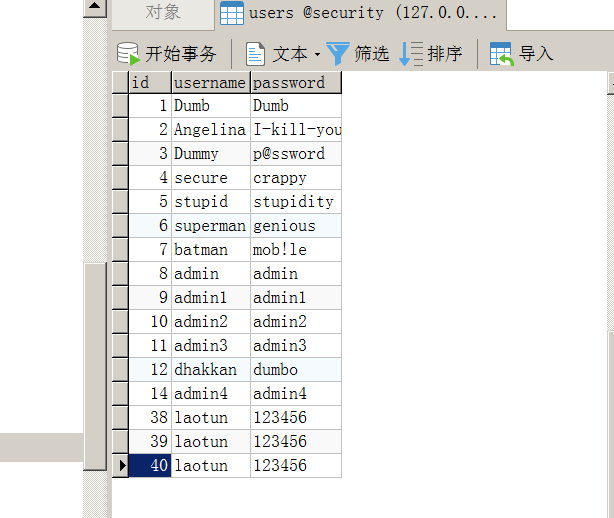 对象 users @security (127.0.0....
开始事务 文本 筛选 排序 导入
id username password
1 Dumb Dumb
2 Angelina I-kill-you
3 Dummy p@ssword
4 secure crappy
5 stupid stupidity
6 superman genious
7 batman mob!le
8 admin admin
9 admin1 admin1
10 admin2 admin2
11 admin3 admin3
12 dhakkan dumbo
14 admin4 admin4
38 laotun 123456
39 laotun 123456
40 laotun 123456